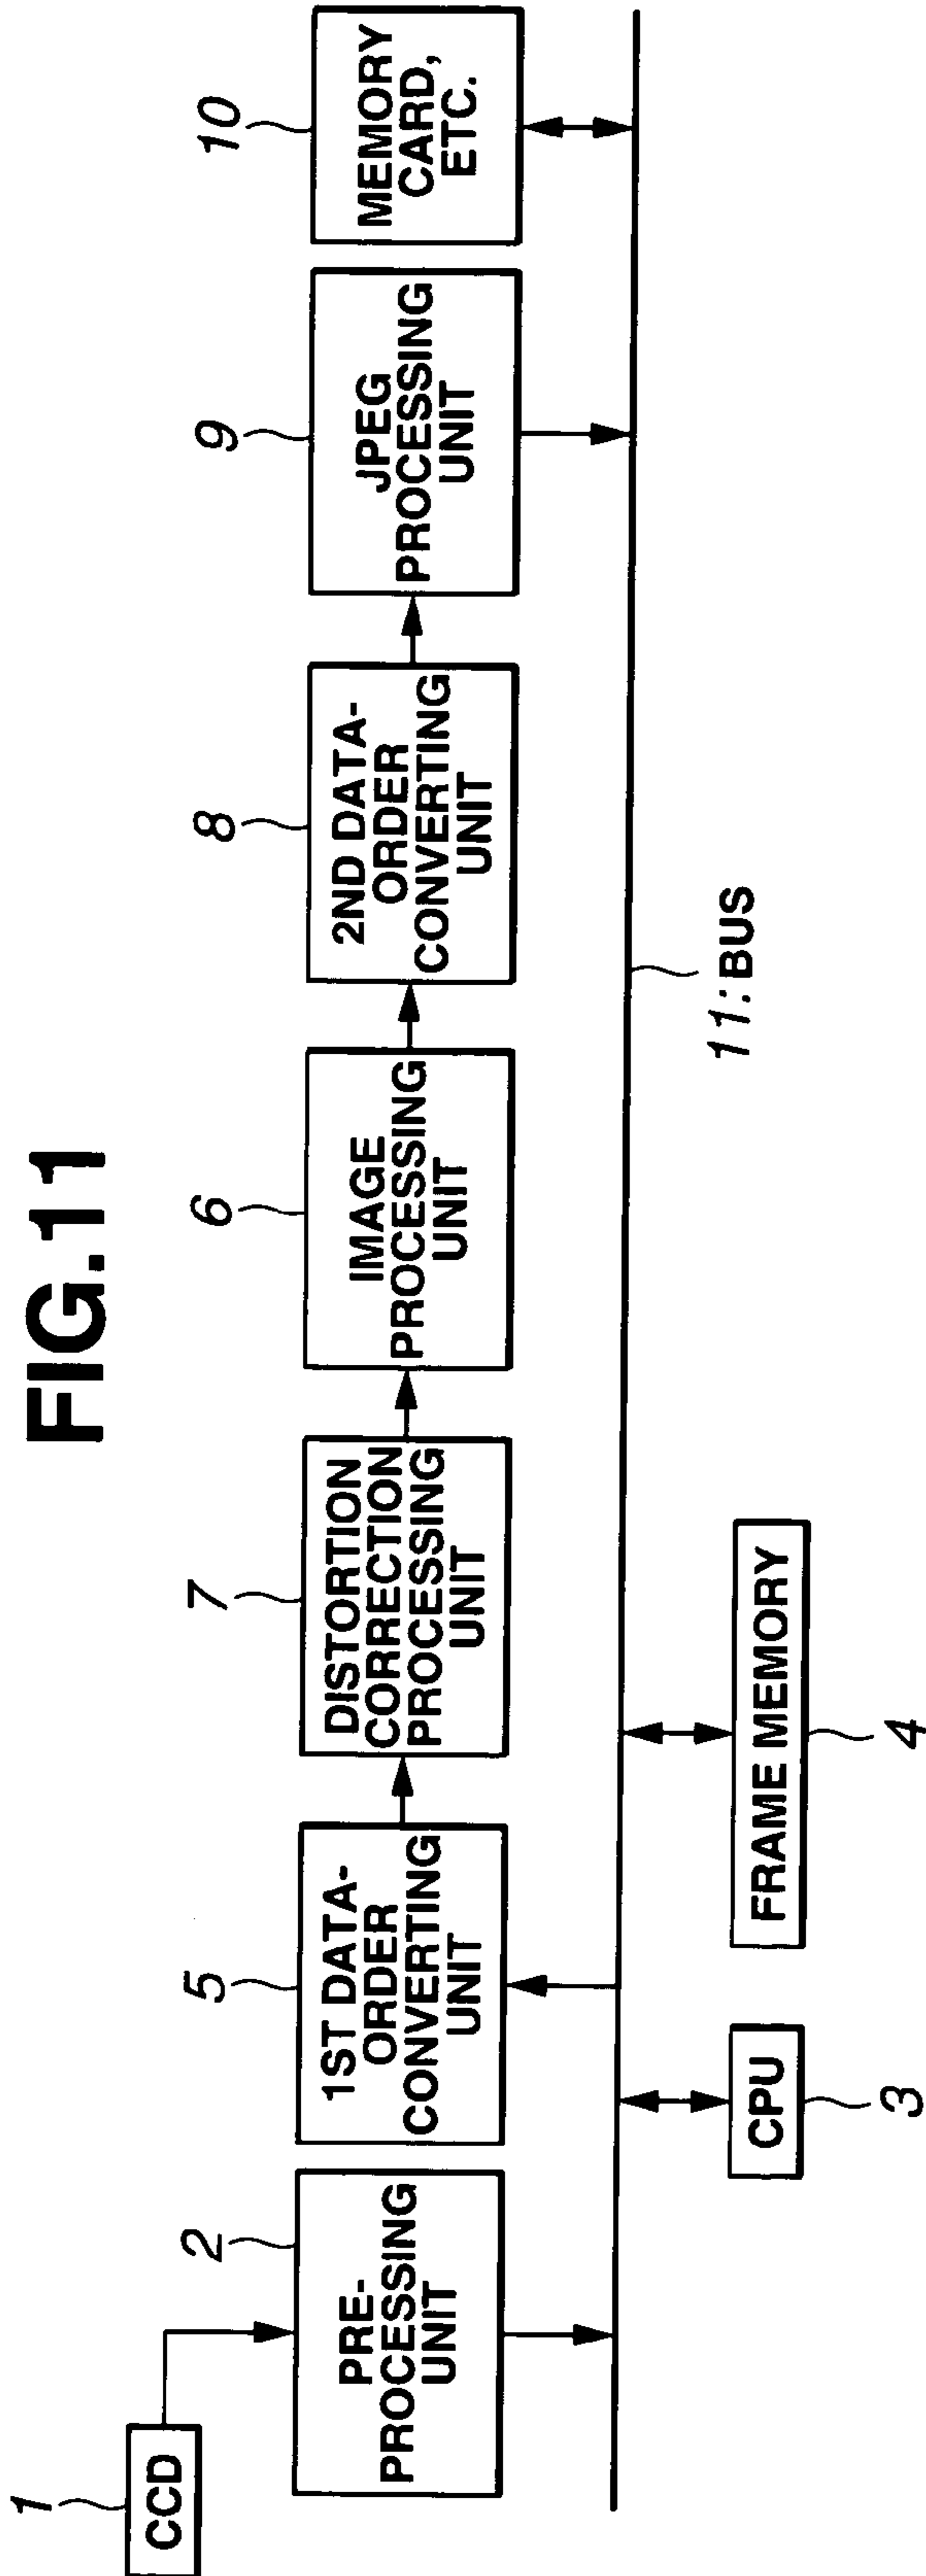 FIG.11
1
CCD
2
PRE-
PROCESSING
UNIT
5
1ST DATA-
ORDER
CONVERTING
UNIT
7
DISTORTION
CORRECTION
PROCESSING
UNIT
6
IMAGE
PROCESSING
UNIT
8
2ND DATA-
ORDER
CONVERTING
UNIT
9
JPEG
PROCESSING
UNIT
10
MEMORY
CARD,
ETC.
CPU
3
FRAME MEMORY
4
11:BUS